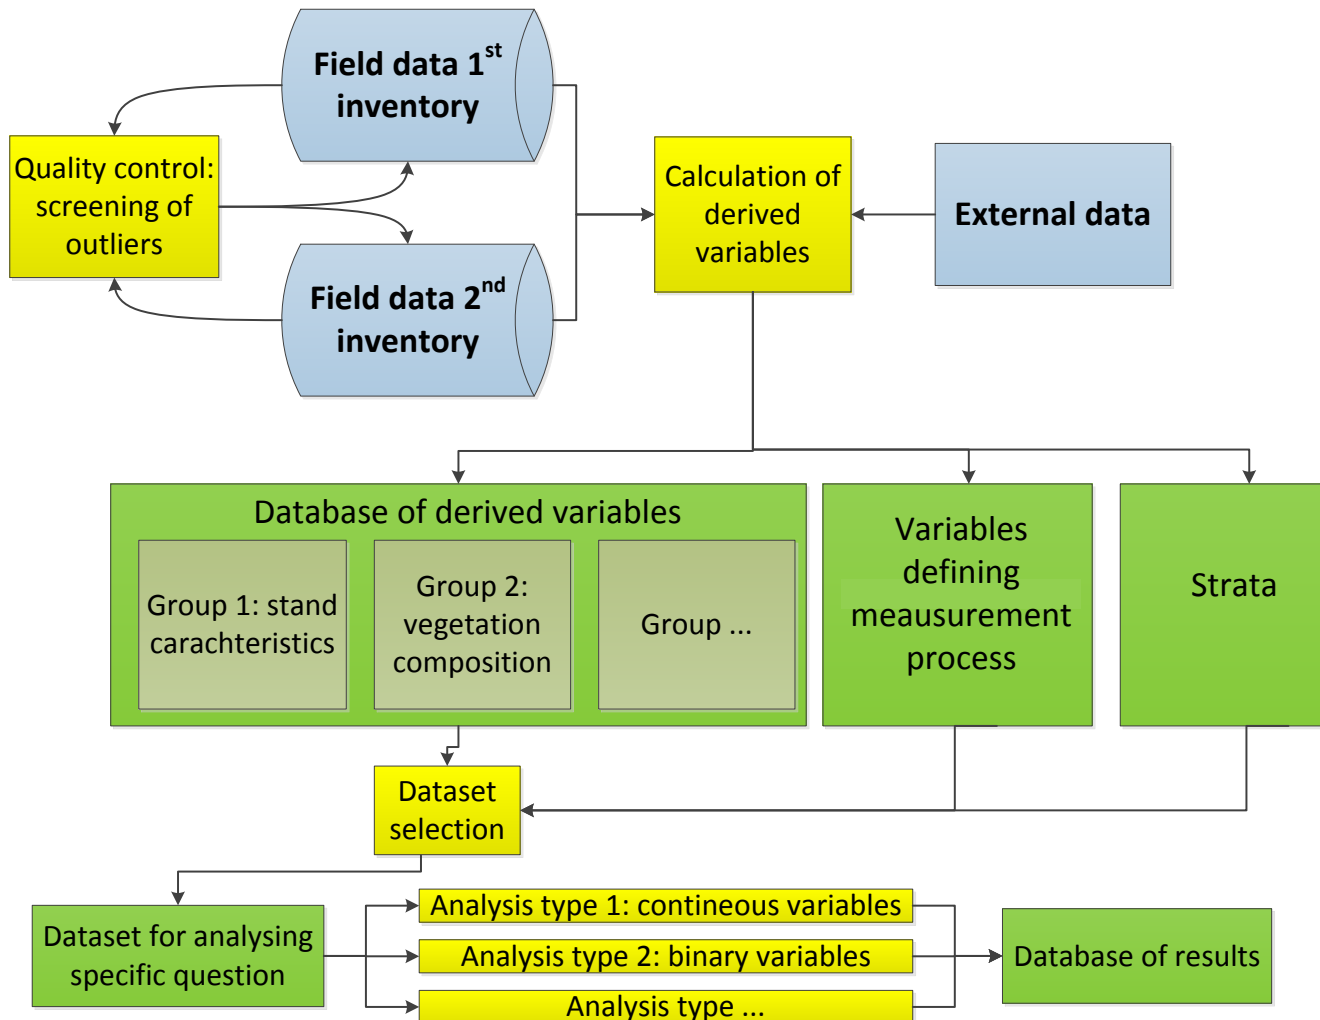 Field data 1st
inventory
Quality control:
screening of
outliers
Field data 2nd
inventory
Calculation of
derived
variables
External data
Database of derived variables
Group 1: stand
carachteristics
Group 2:
vegetation
composition
Group ...
Variables
defining
meausurement
process
Strata
Dataset
selection
Dataset for analysing
specific question
Analysis type 1: contineous variables
Analysis type 2: binary variables
Analysis type ...
Database of results